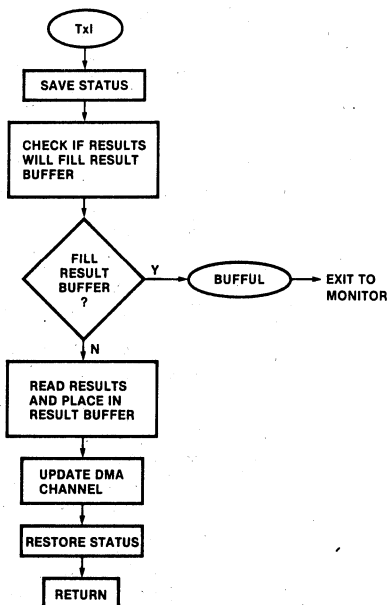 TxI
SAVE STATUS
CHECK IF RESULTS
WILL FILL RESULT
BUFFER
FILL
RESULT
BUFFER
?
Y
BUFFUL
EXIT TO
MONITOR
N
READ RESULTS
AND PLACE IN
RESULT BUFFER
UPDATE DMA
CHANNEL
RESTORE STATUS
RETURN